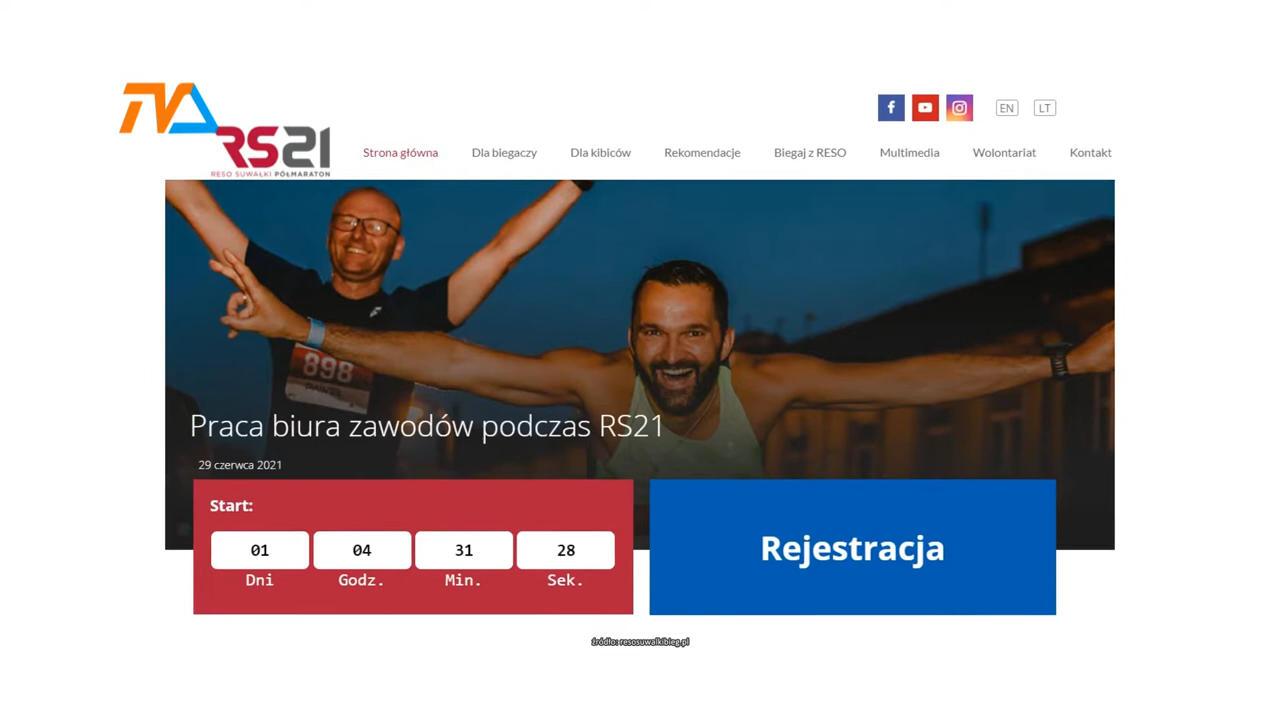 TVA
RS21
RESO SUWAŁKI PÓŁMARATON
EN
LT
Strona główna
Dla biegaczy
Dla kibiców
Rekomendacje
Biegaj z RESO
Multimedia
Wolontariat
Kontakt
898
Praca biura zawodów podczas RS21
29 czerwca 2021
Start:
01 04 31 28
Dni Godz. Min. Sek.
Rejestracja
źródło: resosuwalkibieg.pl